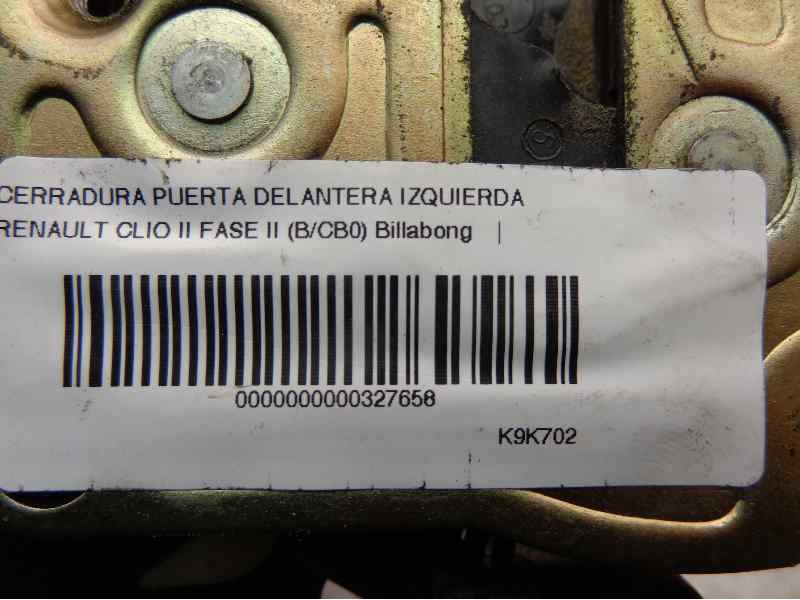 CERRADURA PUERTA DELANTERA IZQUIERDA
RENAULT CLIO II FASE II (B/CB0) Billabong |
0000000000327658
K9K702